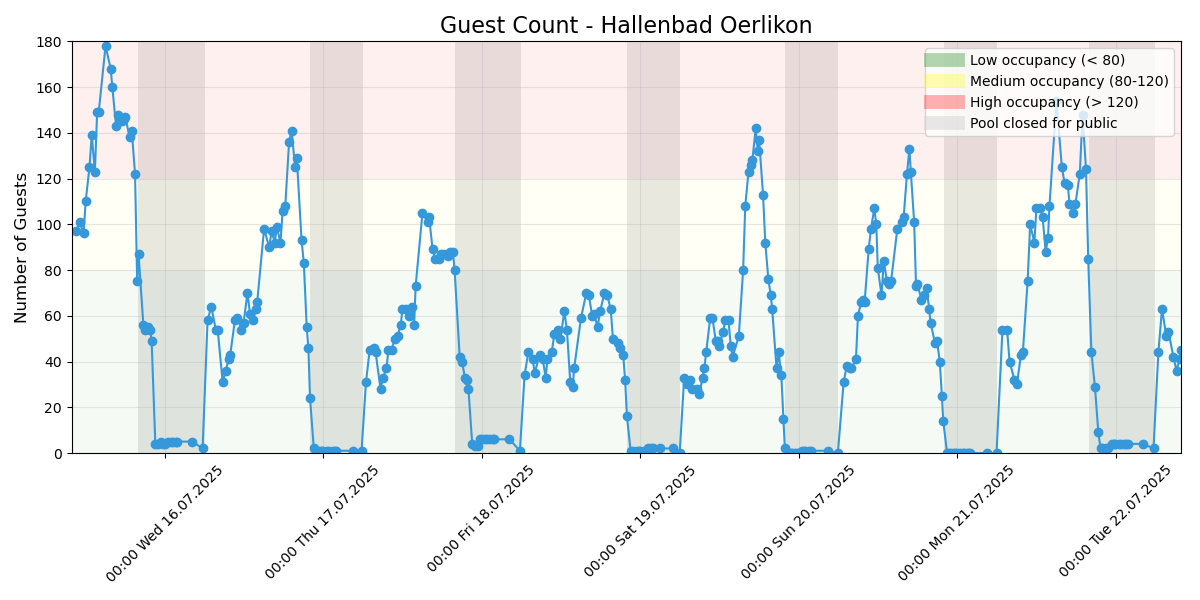 Guest Count - Hallenbad Oerlikon
Number of Guests
180
160
140
120
100
80
60
40
20
0
Low occupancy (< 80)
Medium occupancy (80-120)
High occupancy (> 120)
Pool closed for public
00:00 Wed 16.07.2025
00:00 Thu 17.07.2025
00:00 Fri 18.07.2025
00:00 Sat 19.07.2025
00:00 Sun 20.07.2025
00:00 Mon 21.07.2025
00:00 Tue 22.07.2025